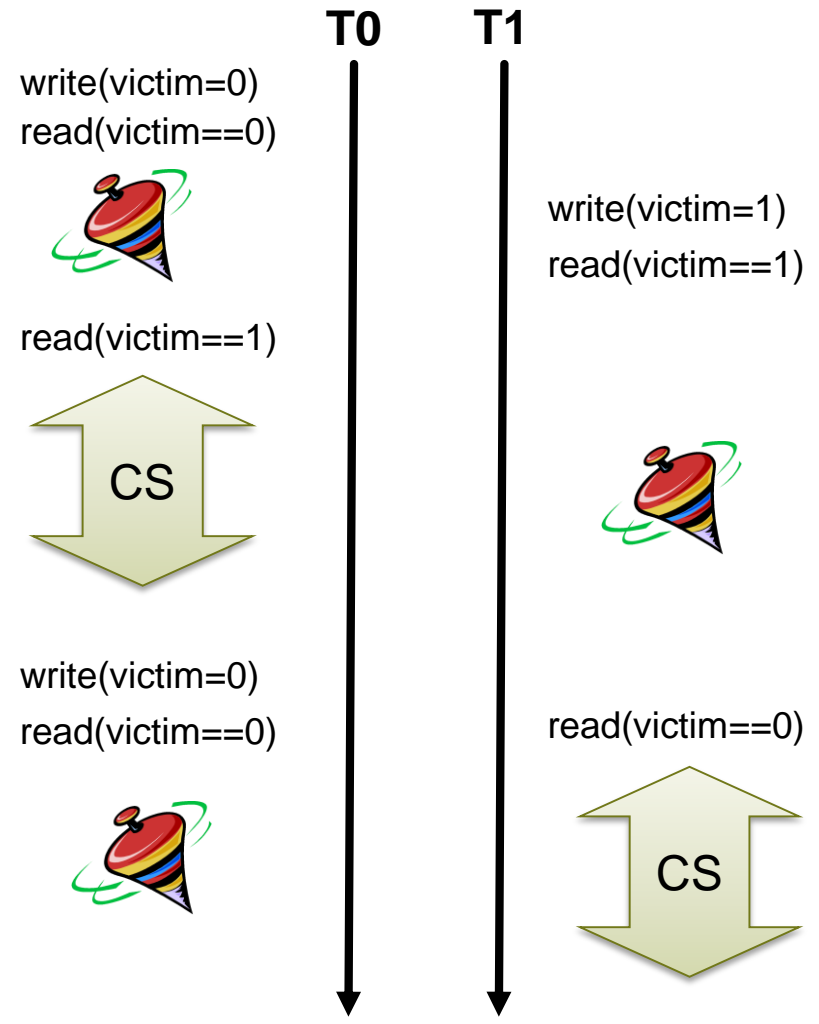 T0 T1
write(victim=0)
read(victim==0)
write(victim=1)
read(victim==1)
read(victim==1)
CS
write(victim=0)
read(victim==0)
read(victim==0)
CS